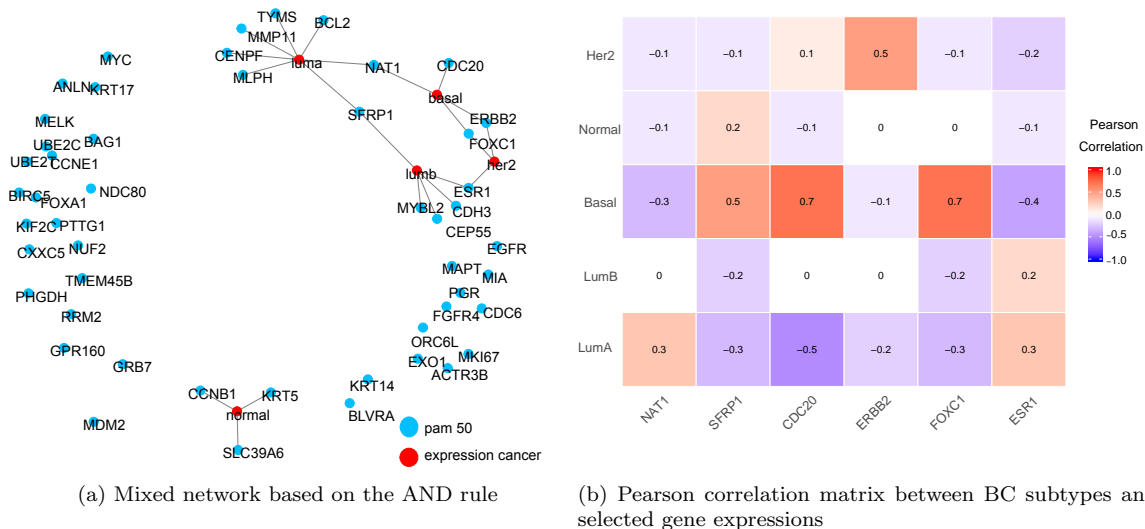 TYMS
BCL2
MMP11
MYC
CENPF
luma
NAT1
CDC20
MLPH
ANLN
KRT17
basal
SFRP1
ERBB2
MELK
BAG1
FOXC1
UBE2C
UBE2T
CCNE1
her2
lumb
BIRC5
NDC80
FOXA1
ESR1
MYBL2
CDH3
KIF2C
PTTG1
CEP55
CXXC5
NUF2
EGFR
TMEM45B
MAPT
MIA
PHGDH
PGR
RRM2
FGFR4
CDC6
ORC6L
GPR160
EXO1
MKI67
GRB7
ACTR3B
KRT14
CCNB1
KRT5
normal
BLVRA
MDM2
pam 50
SLC39A6
expression cancer
(a) Mixed network based on the AND rule
Her2
−0.1 −0.1 0.1 0.5 −0.1 −0.2
Normal
−0.1 0.2 −0.1 0 0 −0.1
Basal
−0.3 0.5 0.7 −0.1 0.7 −0.4
LumB
0 −0.2 0 0 −0.2 0.2
LumA
0.3 −0.3 −0.5 −0.2 −0.3 0.3
NAT1
SFRP1
CDC20
ERBB2
FOXC1
ESR1
Pearson
Correlation
1.0
0.5
0.0
−0.5
−1.0
(b) Pearson correlation matrix between BC subtypes an
selected gene expressions